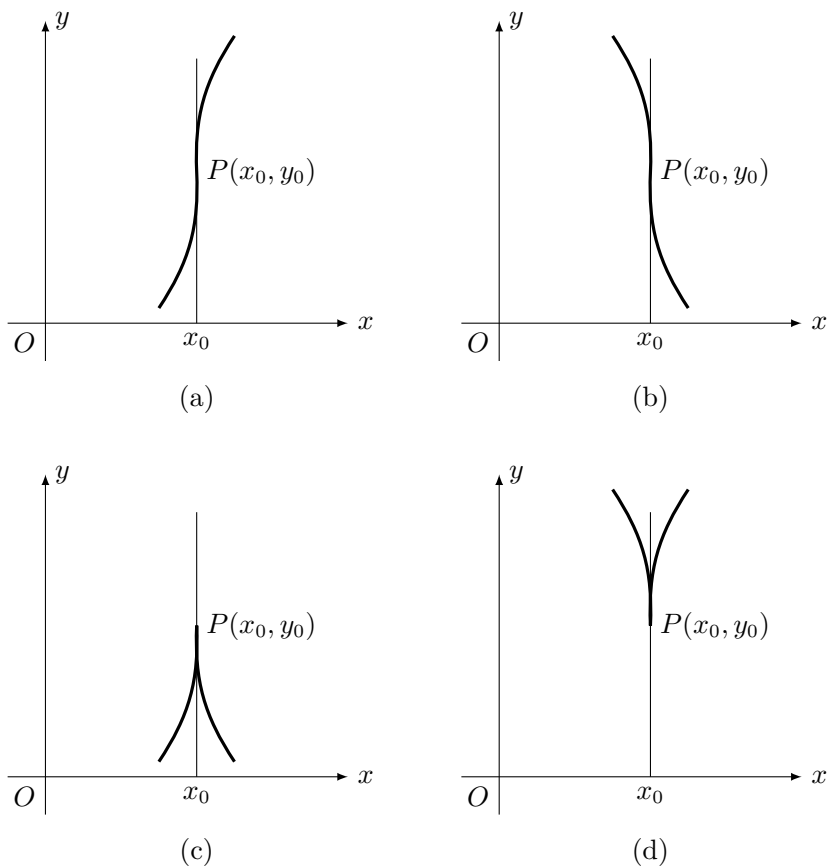 y
y
P(x₀, y₀)
P(x₀, y₀)
x
x
O
x₀
O
x₀
(a)
(b)
y
y
P(x₀, y₀)
P(x₀, y₀)
x
x
O
x₀
O
x₀
(c)
(d)